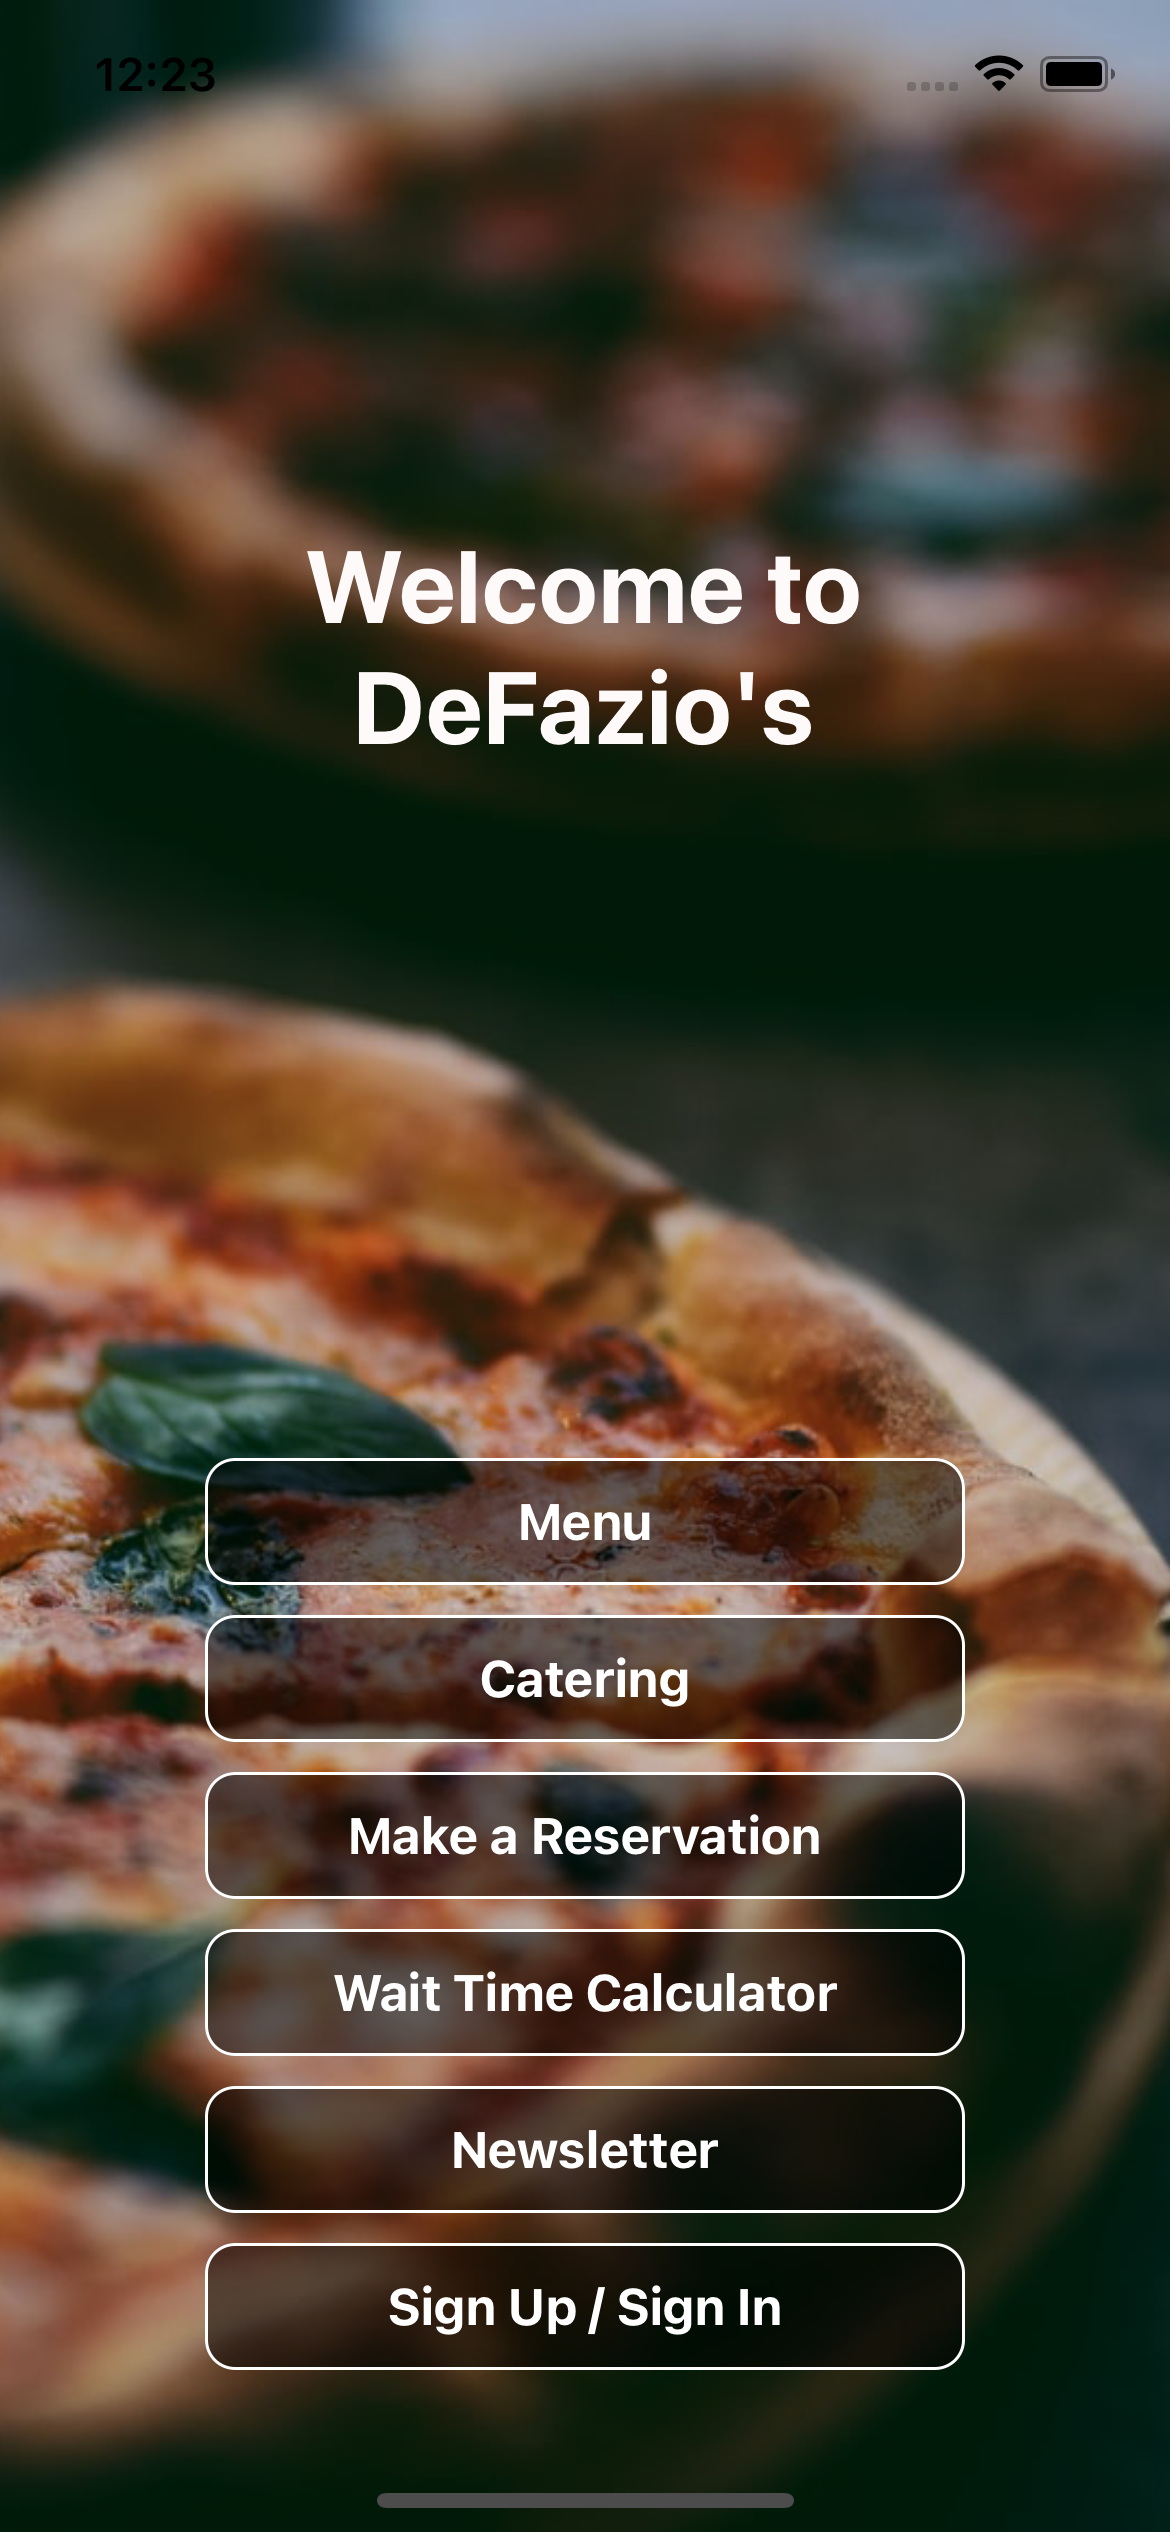 12:23
Welcome to
DeFazio's
Menu
Catering
Make a Reservation
Wait Time Calculator
Newsletter
Sign Up / Sign In